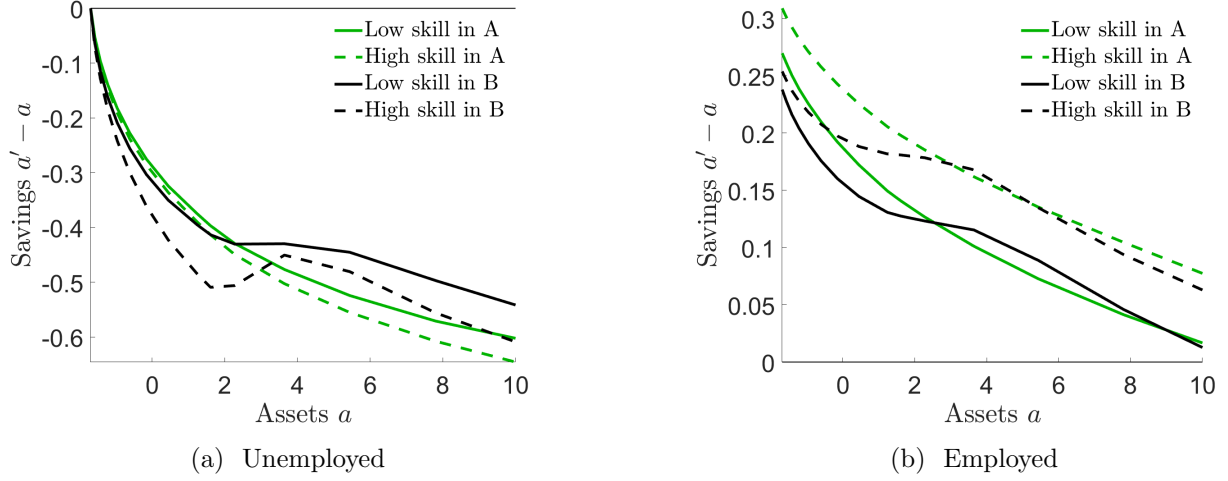 0
-0.1
-0.2
-0.3
-0.4
-0.5
-0.6
Savings a′ − a
Low skill in A
High skill in A
Low skill in B
High skill in B
0 2 4 6 8 10
Assets a
(a) Unemployed
0.3
0.25
0.2
0.15
0.1
0.05
0
Savings a′ − a
Low skill in A
High skill in A
Low skill in B
High skill in B
0 2 4 6 8 10
Assets a
(b) Employed